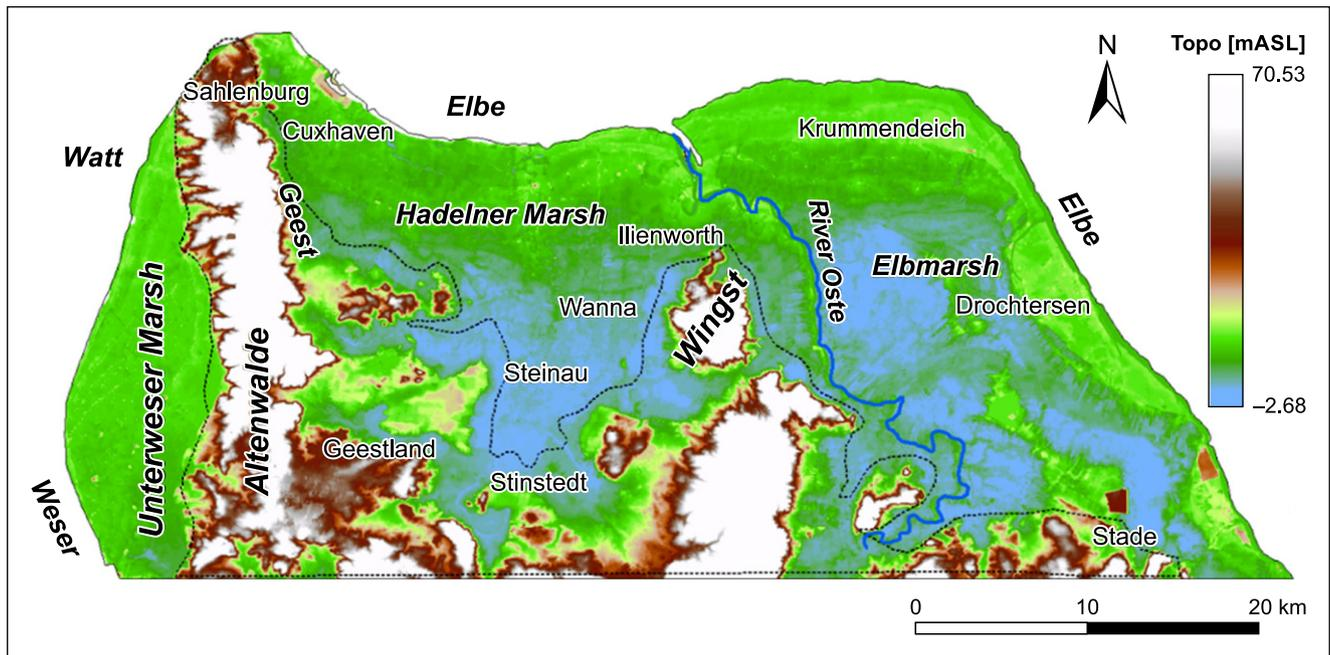 N
Topo [mASL]
70.53
–2.68
Sahlenburg
Elbe
Cuxhaven
Krummendeich
Watt
Geest
Hadelner Marsh
Ilienworth
River Oste
Elbe
Elbmarsh
Wanna
Drochtersen
Wingst
Unterweser Marsh
Altenwalde
Steinau
Geestland
Stinstedt
Weser
Stade
0 10 20 km